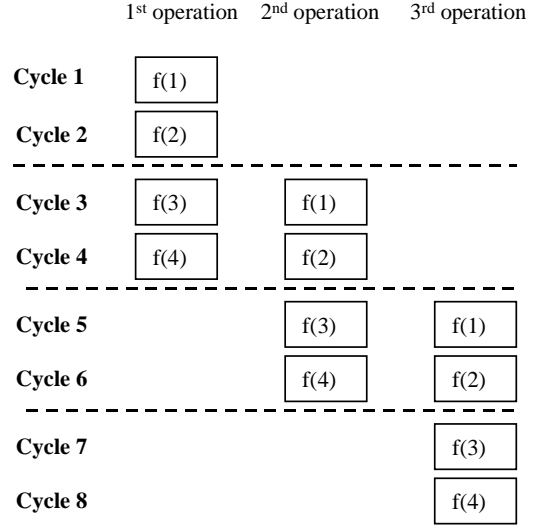 1st operation 2nd operation 3rd operation
Cycle 1 f(1)
Cycle 2 f(2)
Cycle 3 f(3) f(1)
Cycle 4 f(4) f(2)
Cycle 5 f(3) f(1)
Cycle 6 f(4) f(2)
Cycle 7 f(3)
Cycle 8 f(4)